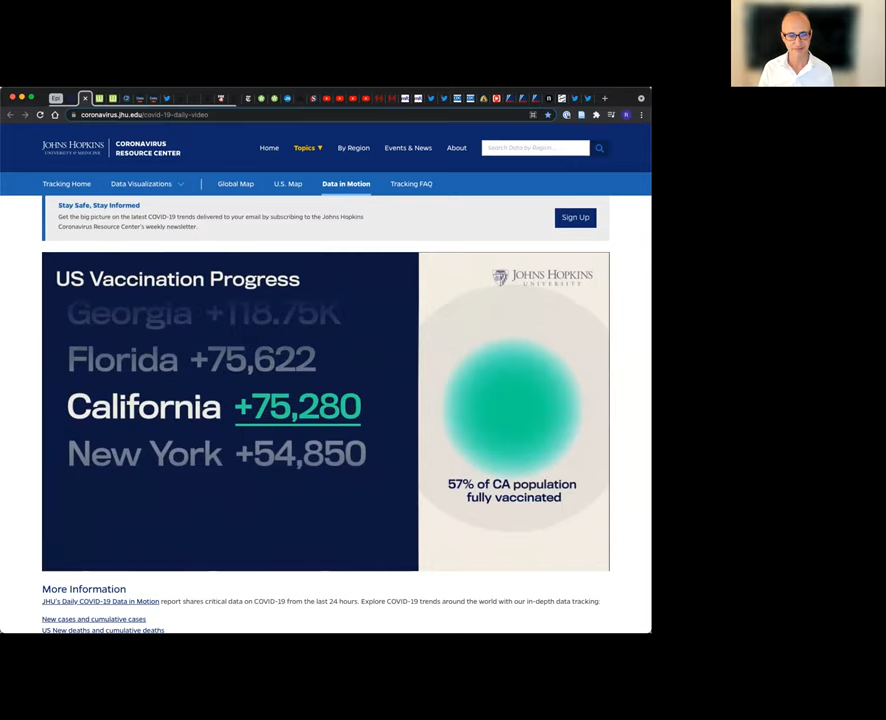 Epi
coronavirus.jhu.edu/covid-19-daily-video
JOHNS HOPKINS
UNIVERSITY & MEDICINE
CORONAVIRUS
RESOURCE CENTER
Home
Topics
By Region
Events & News
About
Search Data by Region...
Tracking Home
Data Visualizations
Global Map
U.S. Map
Data in Motion
Tracking FAQ
Stay Safe, Stay Informed
Get the big picture on the latest COVID-19 trends delivered to your email by subscribing to the Johns Hopkins
Coronavirus Resource Center's weekly newsletter.
Sign Up
US Vaccination Progress
JOHNS HOPKINS
UNIVERSITY
Georgia +118.75K
Florida +75,622
California +75,280
New York +54,850
57% of CA population
fully vaccinated
More Information
JHU's Daily COVID-19 Data in Motion report shares critical data on COVID-19 from the last 24 hours. Explore COVID-19 trends around the world with our in-depth data tracking:
New cases and cumulative cases
US New deaths and cumulative deaths